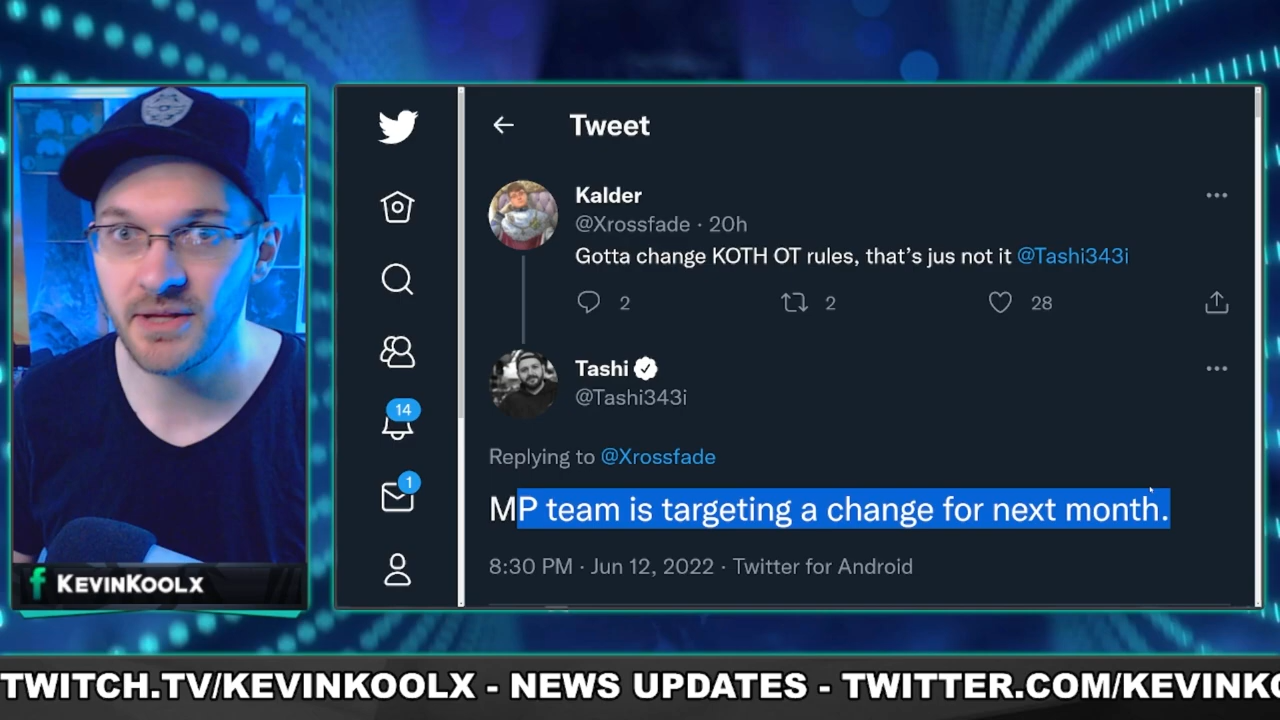 Tweet
Kalder
@Xrossfade · 20h
Gotta change KOTH OT rules, that's jus not it @Tashi343i
2 2 28
Tashi
@Tashi343i
14
Replying to @Xrossfade
1
MP team is targeting a change for next month.
8:30 PM · Jun 12, 2022 · Twitter for Android
f KEVINKOOLX
TWITCH.TV/KEVINKOOLX - NEWS UPDATES - TWITTER.COM/KEVINKO